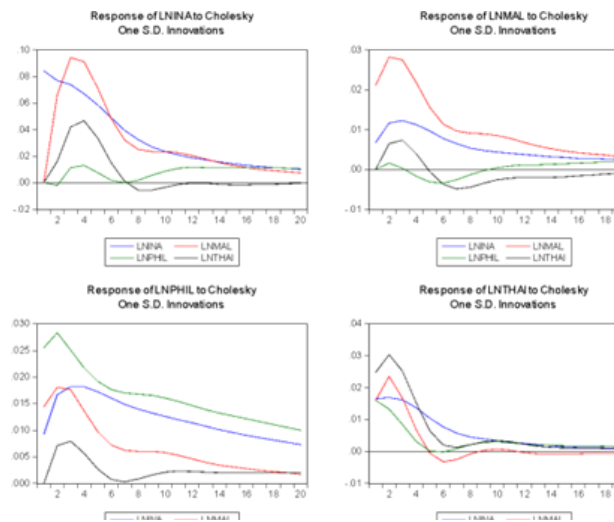 Response of LNINA to Cholesky
One S.D. Innovations
.10
.08
.06
.04
.02
.00
-.02
2 4 6 8 10 12 14 16 18 20
LNINA LNMAL
LNPHIL LNTHAI
Response of LNMAL to Cholesky
One S.D. Innovations
.03
.02
.01
.00
-.01
2 4 6 8 10 12 14 16 18
LNINA LNMAL
LNPHIL LNTHAI
Response of LNPHIL to Cholesky
One S.D. Innovations
.030
.025
.020
.015
.010
.005
.000
2 4 6 8 10 12 14 16 18 20
LNINA LNMAL
Response of LNTHAI to Cholesky
One S.D. Innovations
.04
.03
.02
.01
.00
-.01
2 4 6 8 10 12 14 16 18
LNINA LNMAL